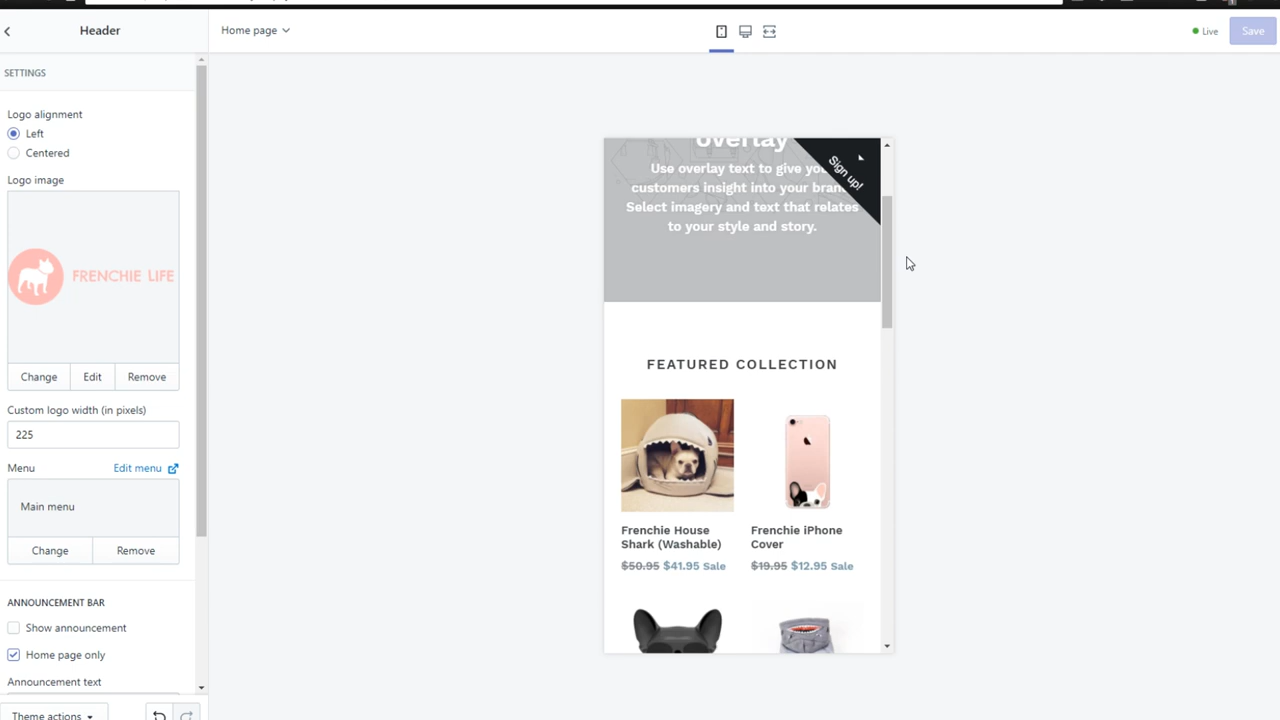 Header
Home page
Live
Save
SETTINGS
Logo alignment
Left
Centered
Logo image
FRENCHIE LIFE
Change
Edit
Remove
Custom logo width (in pixels)
225
Menu
Edit menu
Main menu
Change
Remove
ANNOUNCEMENT BAR
Show announcement
Home page only
Announcement text
Theme actions
overlay
Use overlay text to give you
customers insight into your bran
Select imagery and text that relates
to your style and story.
Sign up!
FEATURED COLLECTION
Frenchie House
Shark (Washable)
$50.95 $41.95 Sale
Frenchie iPhone
Cover
$19.95 $12.95 Sale